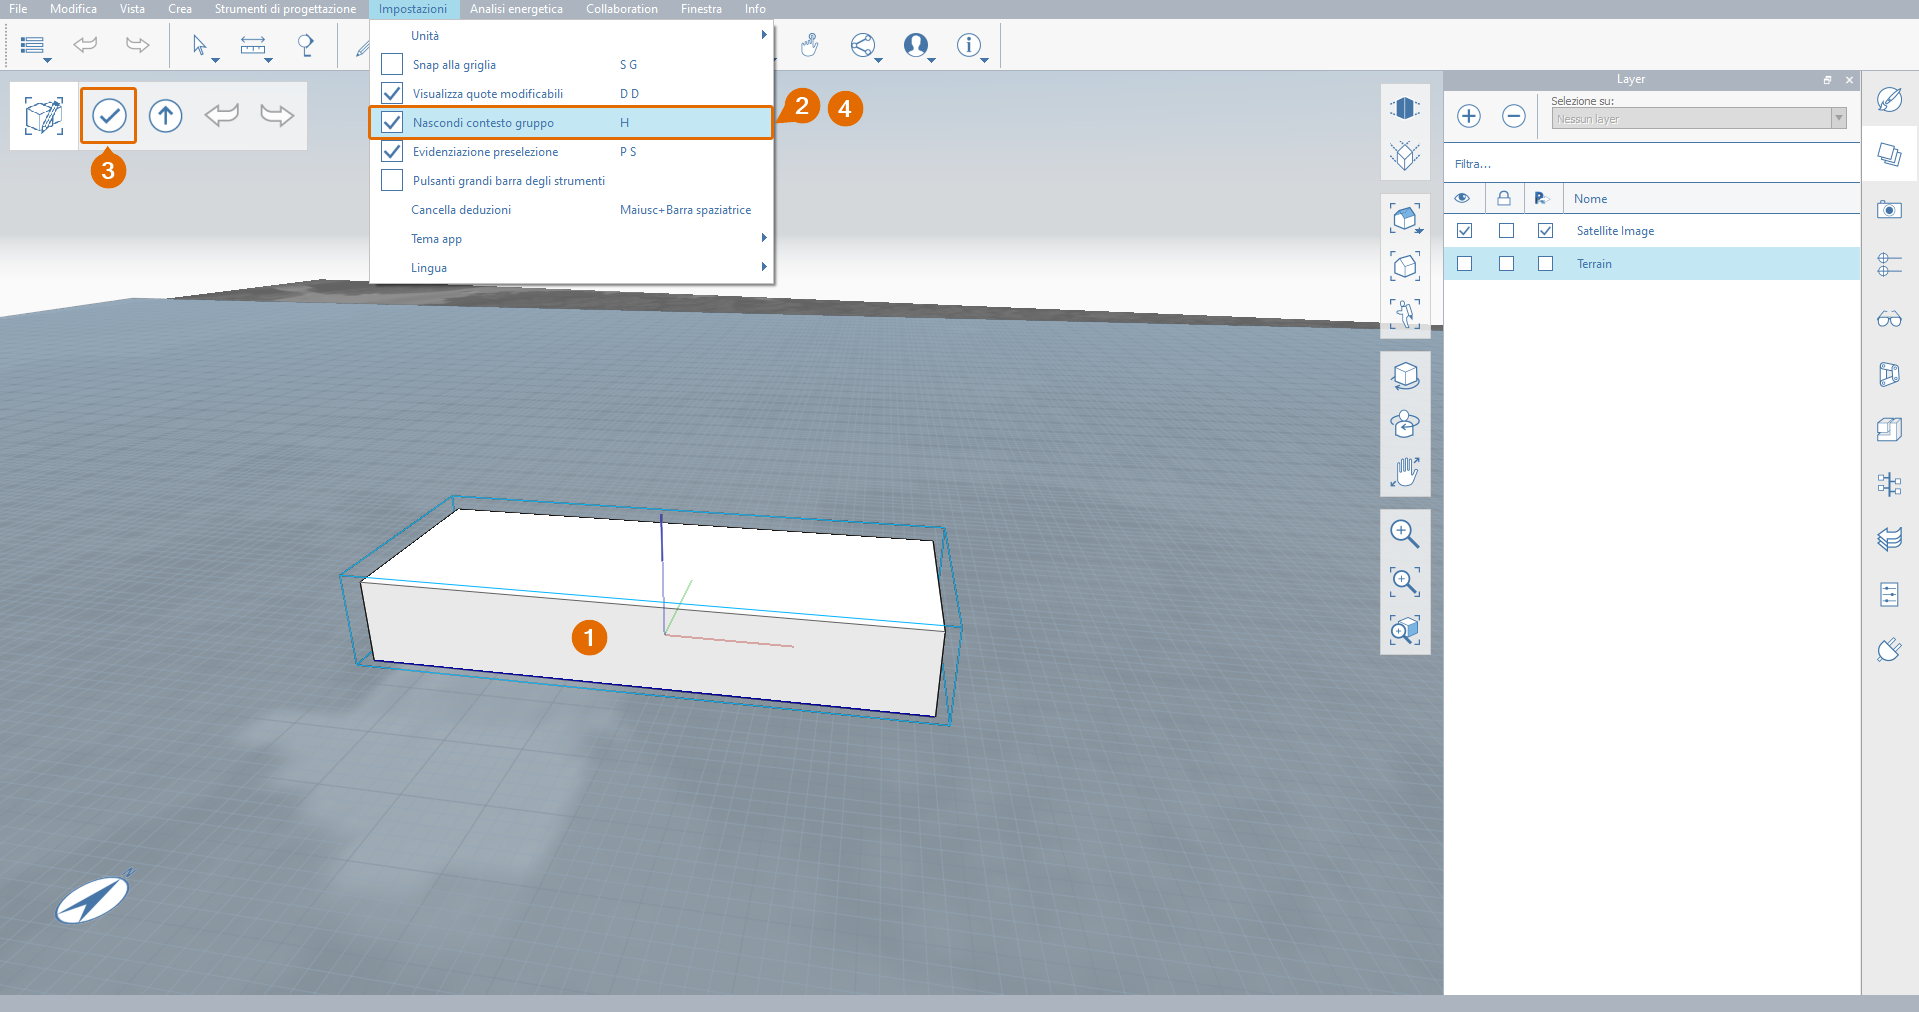 File Modifica Vista Crea Strumenti di progettazione Impostazioni Analisi energetica Collaboration Finestra Info
Unità
Snap alla griglia S G
Visualizza quote modificabili D D
Nascondi contesto gruppo H
Evidenziazione preselezione P S
Pulsanti grandi barra degli strumenti
Cancella deduzioni Maiusc+Barra spaziatrice
Tema app
Lingua
2 4
3
1
Layer
Selezione su:
Nessun layer
Filtra...
Nome
Satellite Image
Terrain